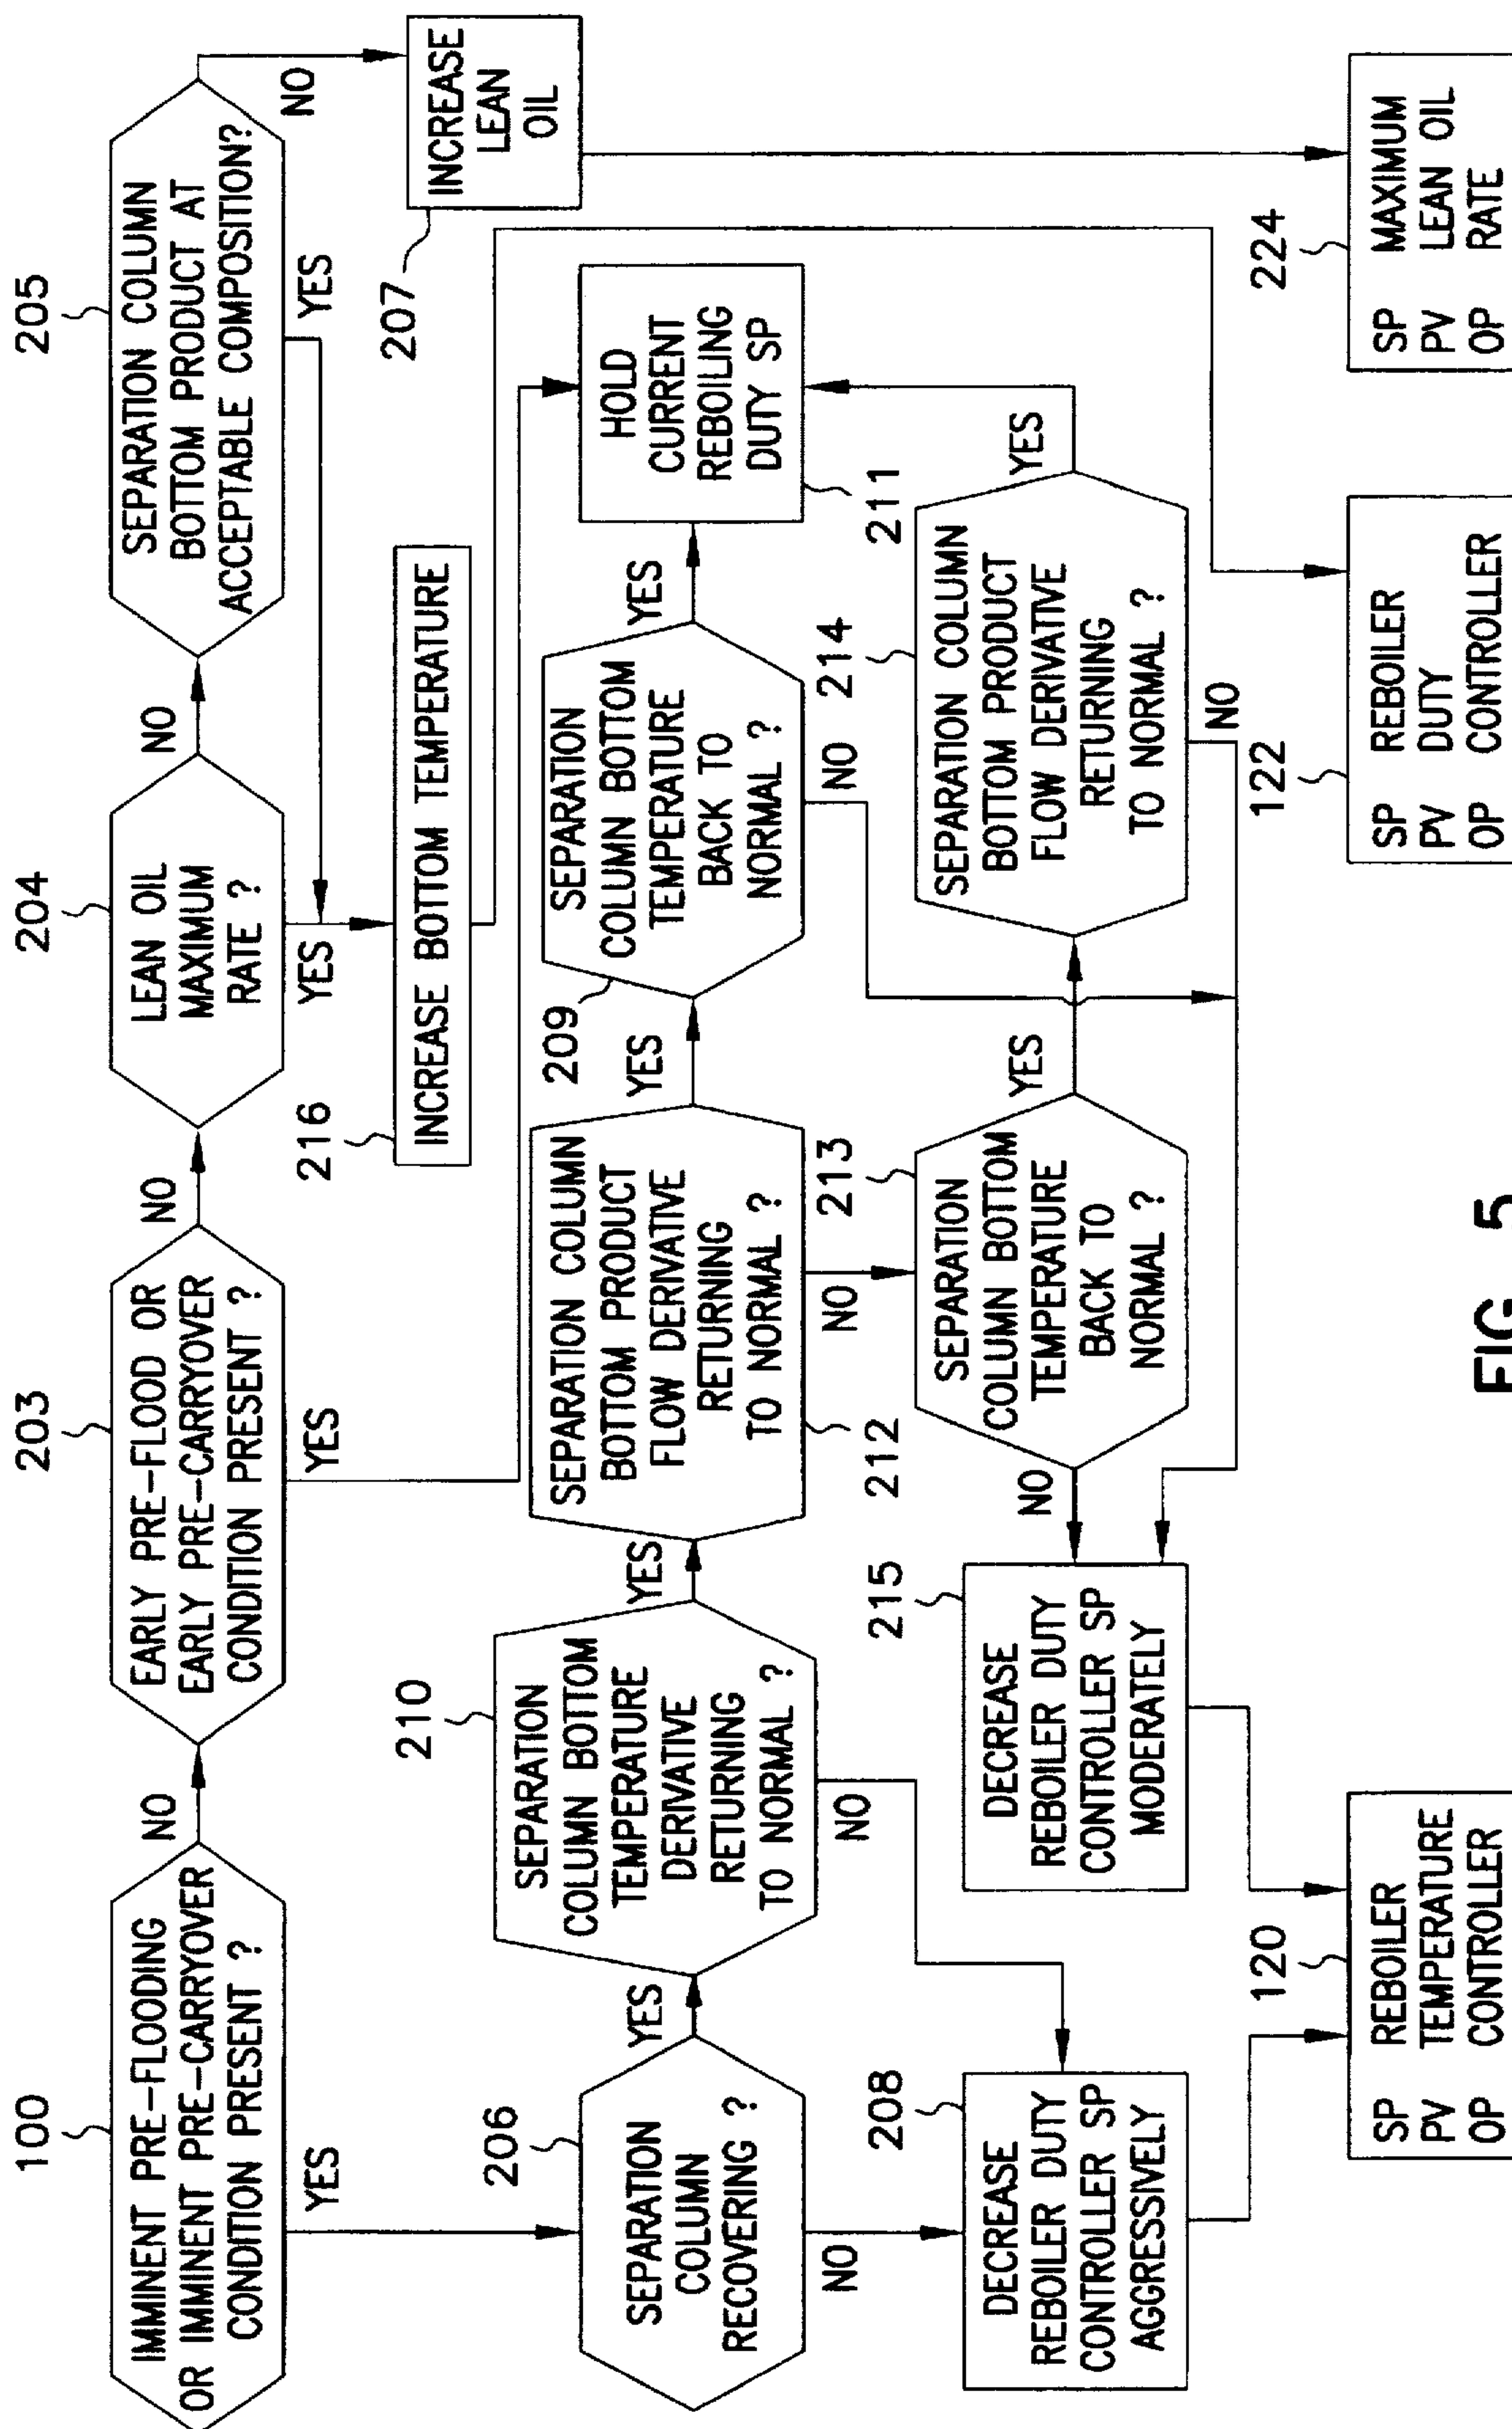 100
IMMINENT PRE-FLOODING
OR IMMINENT PRE-CARRYOVER
CONDITION PRESENT ?
NO
YES
203
EARLY PRE-FLOOD OR
EARLY PRE-CARRYOVER
CONDITION PRESENT ?
NO
YES
204
LEAN OIL
MAXIMUM
RATE ?
NO
YES
205
SEPARATION COLUMN
BOTTOM PRODUCT AT
ACCEPTABLE COMPOSITION?
YES
NO
216
INCREASE BOTTOM TEMPERATURE
207
INCREASE
LEAN
OIL
206
SEPARATION
COLUMN
RECOVERING ?
YES
NO
210
SEPARATION
COLUMN BOTTOM
TEMPERATURE
DERIVATIVE
RETURNING
TO NORMAL ?
YES
NO
SEPARATION COLUMN
BOTTOM PRODUCT
FLOW DERIVATIVE
RETURNING
TO NORMAL ?
212
YES
NO
209
SEPARATION
COLUMN BOTTOM
TEMPERATURE
BACK TO
NORMAL ?
YES
NO
HOLD
CURRENT
REBOILING
DUTY SP
211
208
DECREASE
REBOILER DUTY
CONTROLLER SP
AGGRESSIVELY
215
DECREASE
REBOILER DUTY
CONTROLLER SP
MODERATELY
NO
213
SEPARATION
COLUMN BOTTOM
TEMPERATURE
BACK TO
NORMAL ?
YES
214
SEPARATION COLUMN
BOTTOM PRODUCT
FLOW DERIVATIVE
RETURNING
TO NORMAL ?
YES
NO
120
SP REBOILER
PV TEMPERATURE
OP CONTROLLER
122
SP REBOILER
PV DUTY
OP CONTROLLER
224
SP MAXIMUM
PV LEAN OIL
OP RATE
FIG. 5